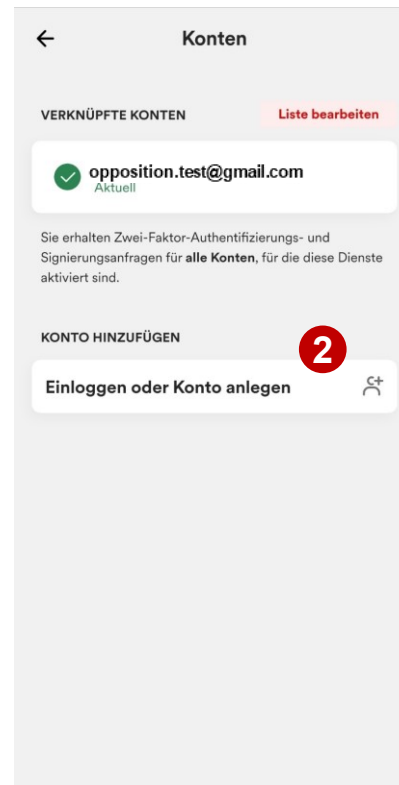 Konten
VERKNÜPFTE KONTEN Liste bearbeiten
opposition.test@gmail.com
Aktuell
Sie erhalten Zwei-Faktor-Authentifizierungs- und
Signierungsanfragen für alle Konten, für die diese Dienste
aktiviert sind.
KONTO HINZUFÜGEN
2
Einloggen oder Konto anlegen